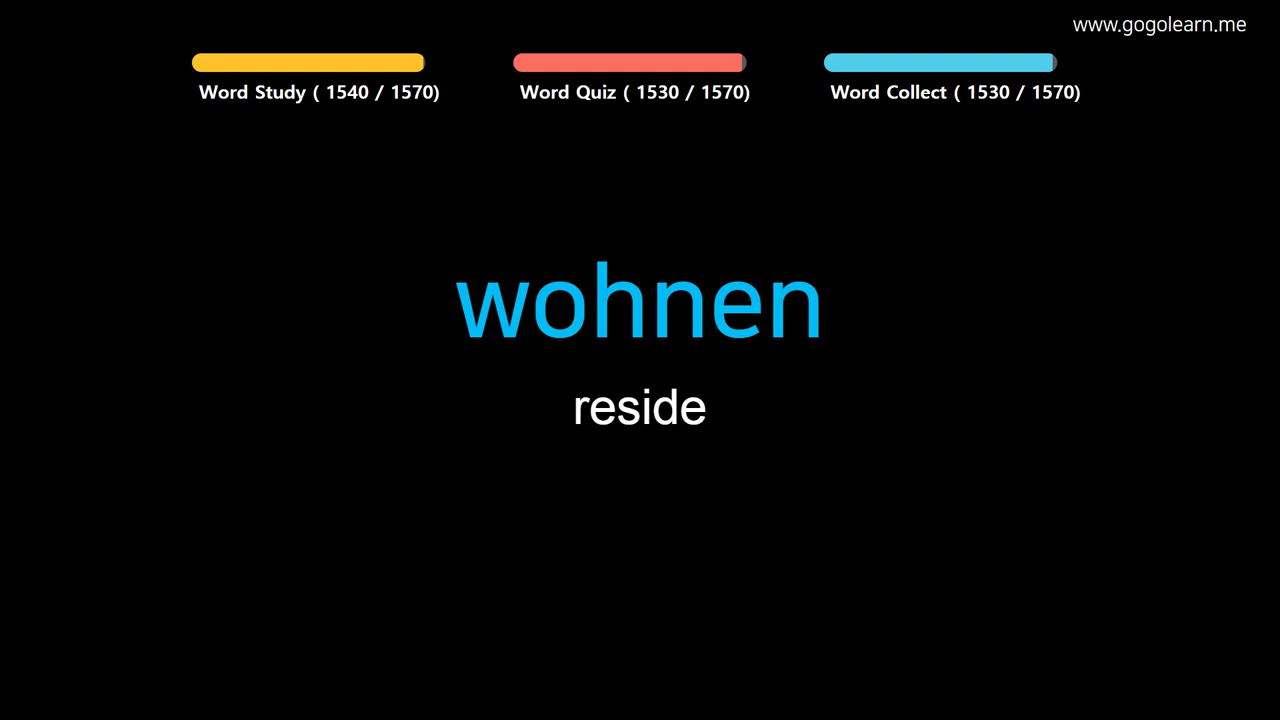 www.gogolearn.me
Word Study ( 1540 / 1570)
Word Quiz ( 1530 / 1570)
Word Collect ( 1530 / 1570)
wohnen
reside